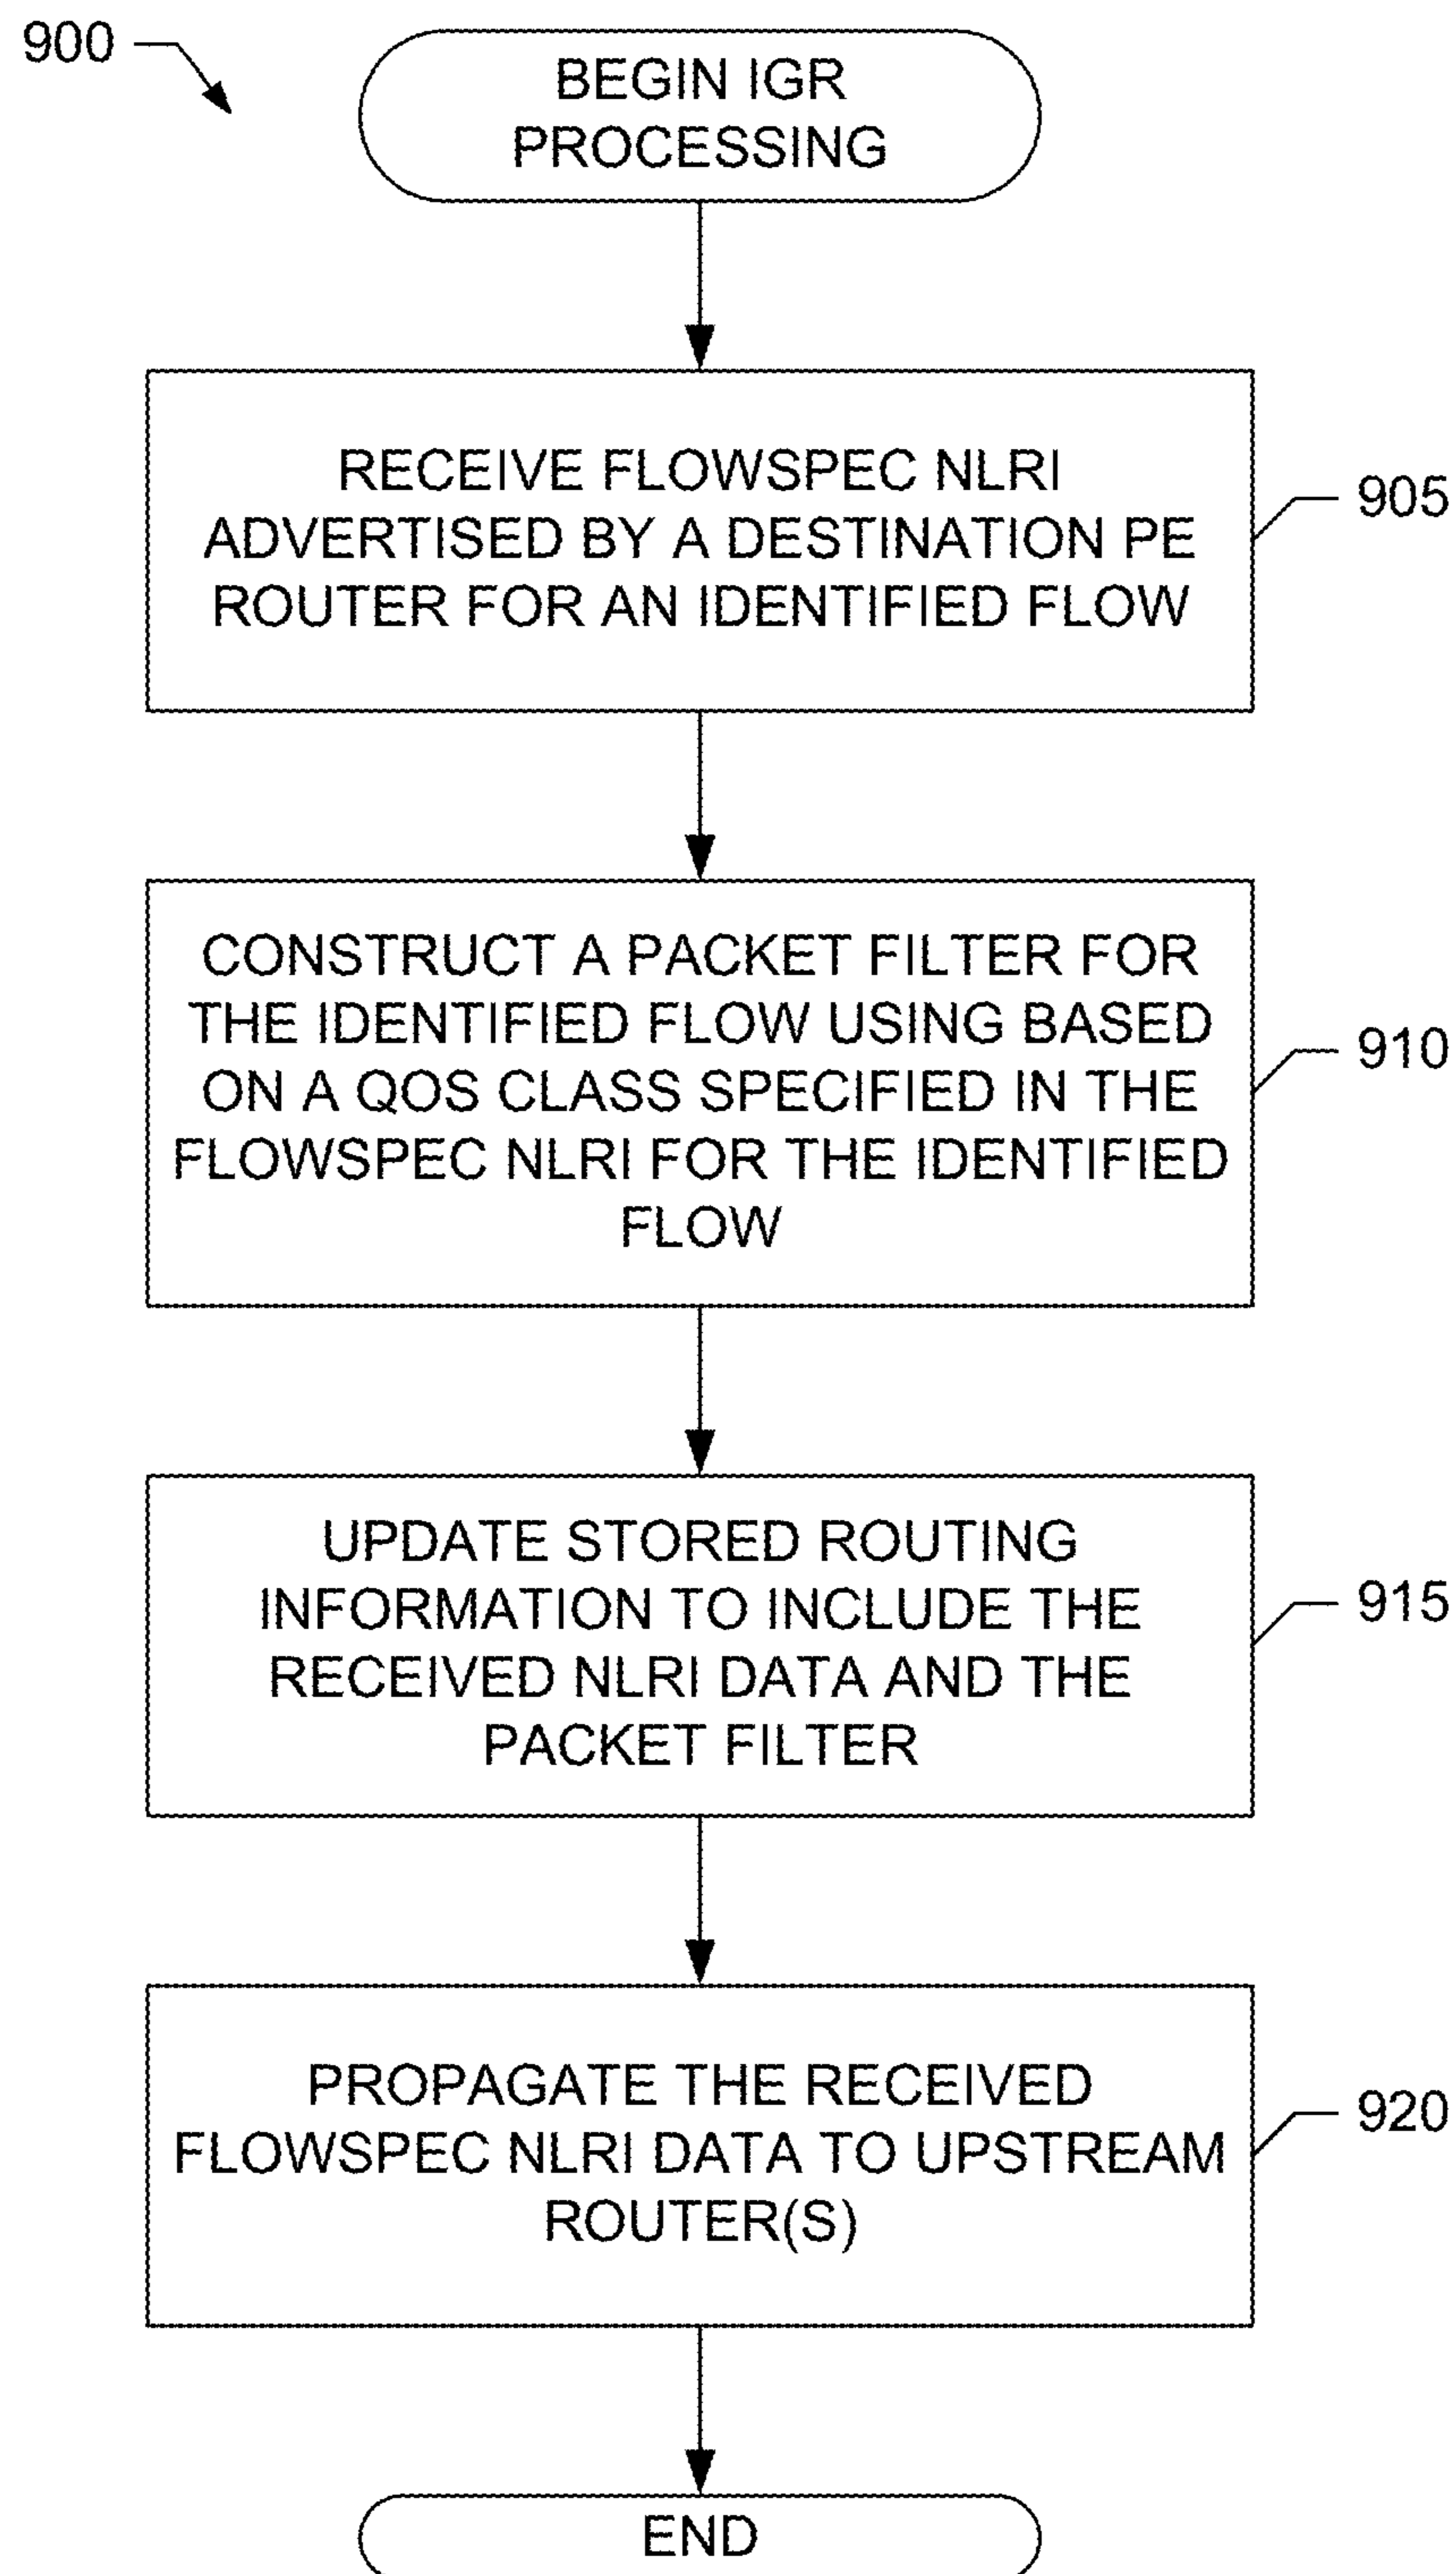 900
BEGIN IGR
PROCESSING
RECEIVE FLOWSPEC NLRI
ADVERTISED BY A DESTINATION PE
ROUTER FOR AN IDENTIFIED FLOW
905
CONSTRUCT A PACKET FILTER FOR
THE IDENTIFIED FLOW USING BASED
ON A QOS CLASS SPECIFIED IN THE
FLOWSPEC NLRI FOR THE IDENTIFIED
FLOW
910
UPDATE STORED ROUTING
INFORMATION TO INCLUDE THE
RECEIVED NLRI DATA AND THE
PACKET FILTER
915
PROPAGATE THE RECEIVED
FLOWSPEC NLRI DATA TO UPSTREAM
ROUTER(S)
920
END